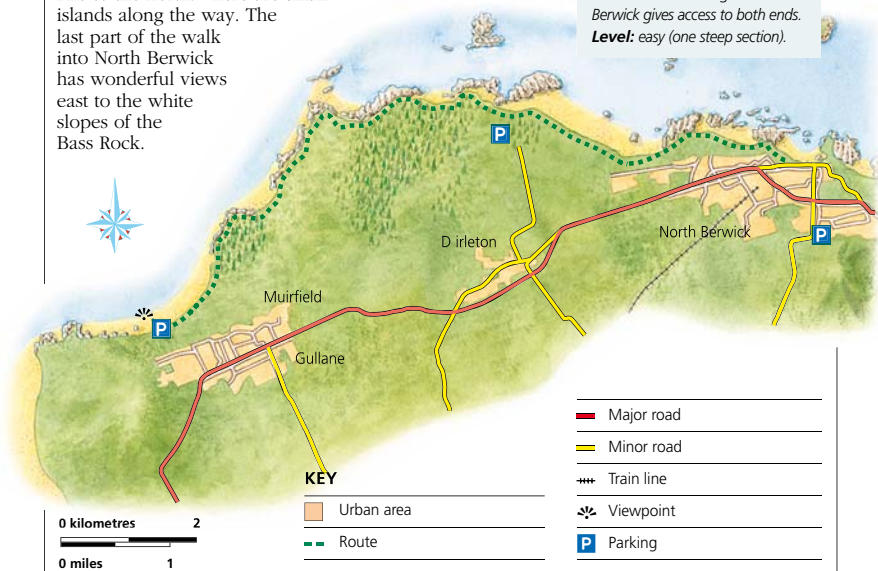 islands along the way. The
last part of the walk
into North Berwick
has wonderful views
east to the white
slopes of the
Bass Rock.
Berwick gives access to both ends.
Level: easy (one steep section).
P
D irleton
North Berwick
P
Muirfield
P
Gullane
KEY
Urban area
Route
Major road
Minor road
Train line
Viewpoint
P Parking
0 kilometres 2
0 miles 1